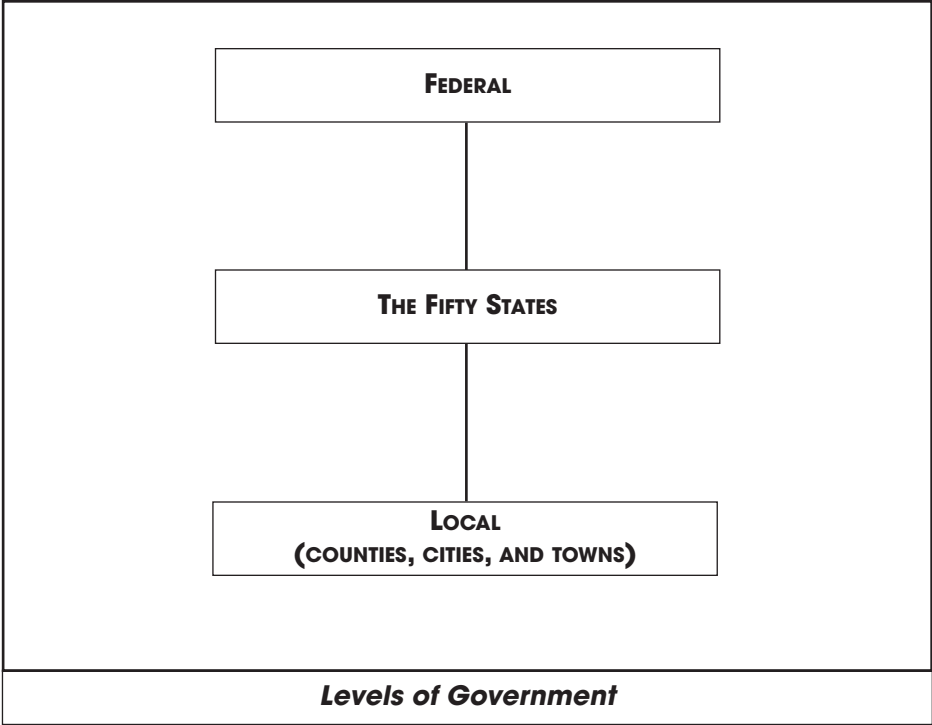 FEDERAL
THE FIFTY STATES
LOCAL
(COUNTIES, CITIES, AND TOWNS)
Levels of Government